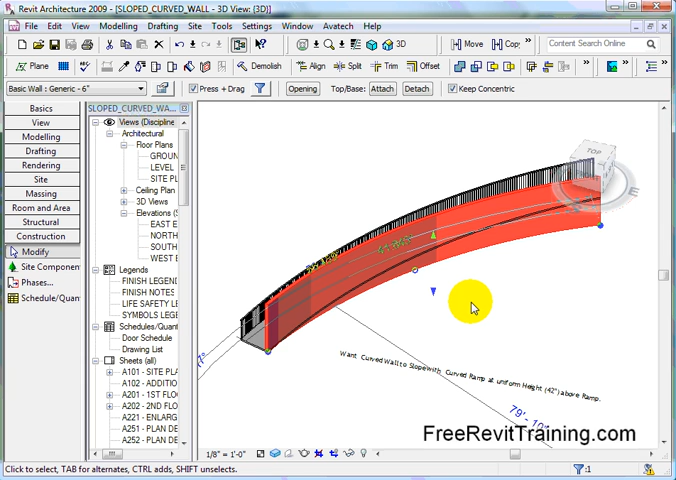 Revit Architecture 2009 - [SLOPED_CURVED_WALL - 3D View: {3D}]
File Edit View Modelling Drafting Site Tools Settings Window Avatech Help
3D Move Copy Content Search Online
Plane Demolish Align Split Trim Offset
Basic Wall : Generic - 6" Press + Drag Opening Top/Base: Attach Detach Keep Concentric
Basics
View
Modelling
Drafting
Rendering
Site
Massing
Room and Area
Structural
Construction
Modify
Site Componen
Phases...
Schedule/Quan
SLOPED_CURVED_WA...
Views (Discipline
Architectural
Floor Plans
GROUN
LEVEL
SITE PL
Ceiling Plan
3D Views
Elevations (S
EAST E
NORTH
SOUTH
WEST E
Legends
FINISH LEGEND
FINISH NOTES
LIFE SAFETY L
SYMBOLS LEGE
Schedules/Quant
Door Schedule
Drawing List
Sheets (all)
A101 - SITE PL
A102 - ADDITIO
A201 - 1ST FLO
A202 - 2ND FLO
A221 - ENLARG
A251 - PLAN DE
A252 - PLAN DE
TOP
E
Want Curved Wall to Slope with Curved Ramp at uniform Height (42") above Ramp.
FreeRevitTraining.com
1/8" = 1'-0"
Click to select, TAB for alternates, CTRL adds, SHIFT unselects.
:1